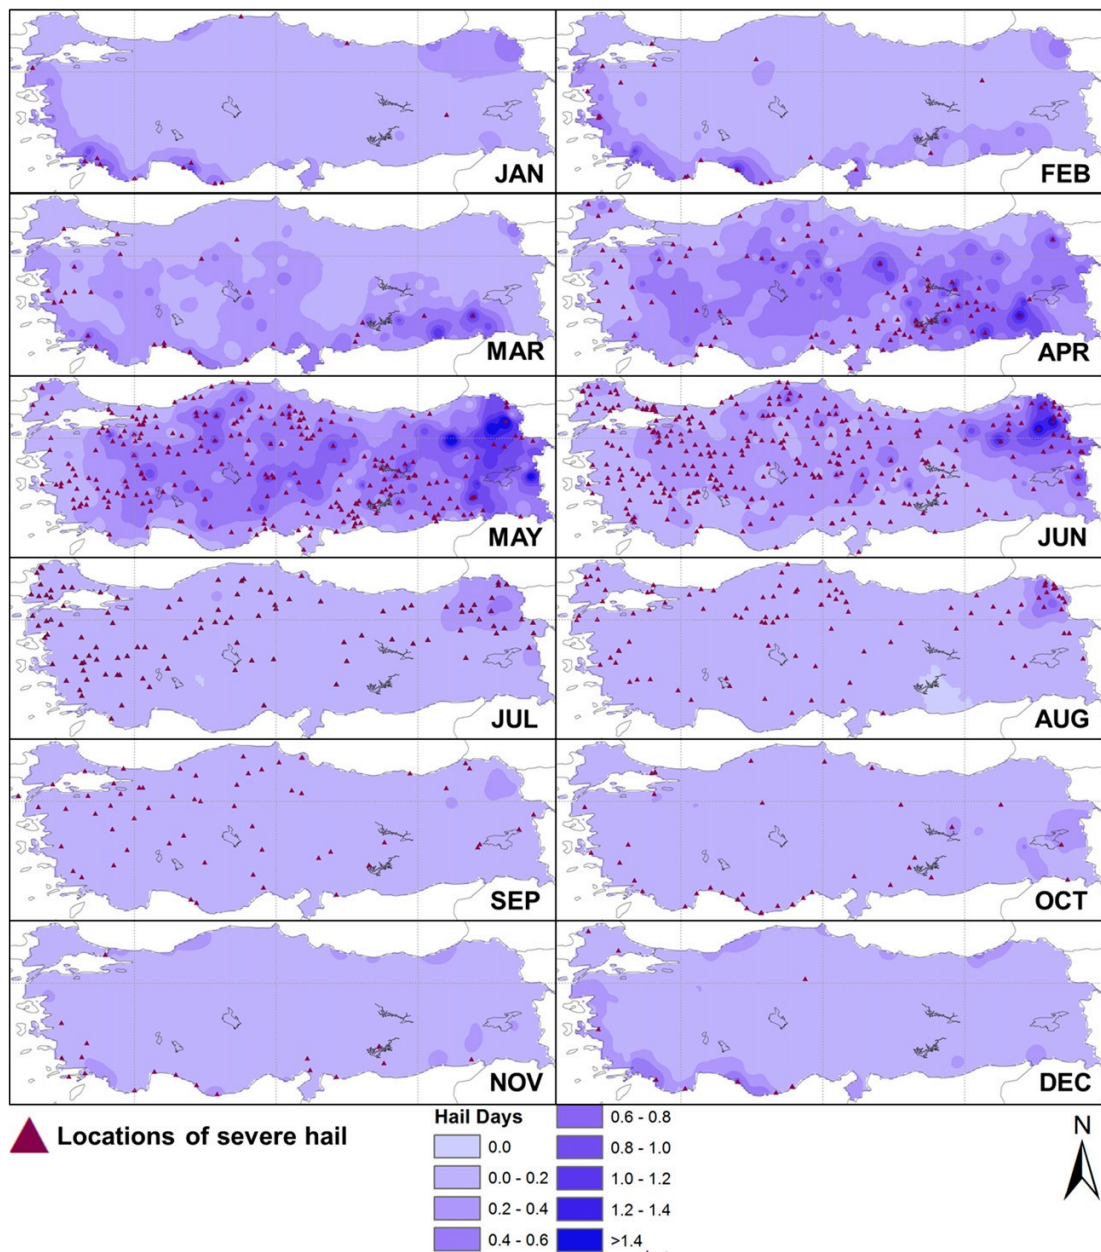 JAN
FEB
MAR
APR
MAY
JUN
JUL
AUG
SEP
OCT
NOV
DEC
Locations of severe hail
Hail Days
0.0
0.0 - 0.2
0.2 - 0.4
0.4 - 0.6
0.6 - 0.8
0.8 - 1.0
1.0 - 1.2
1.2 - 1.4
>1.4
N